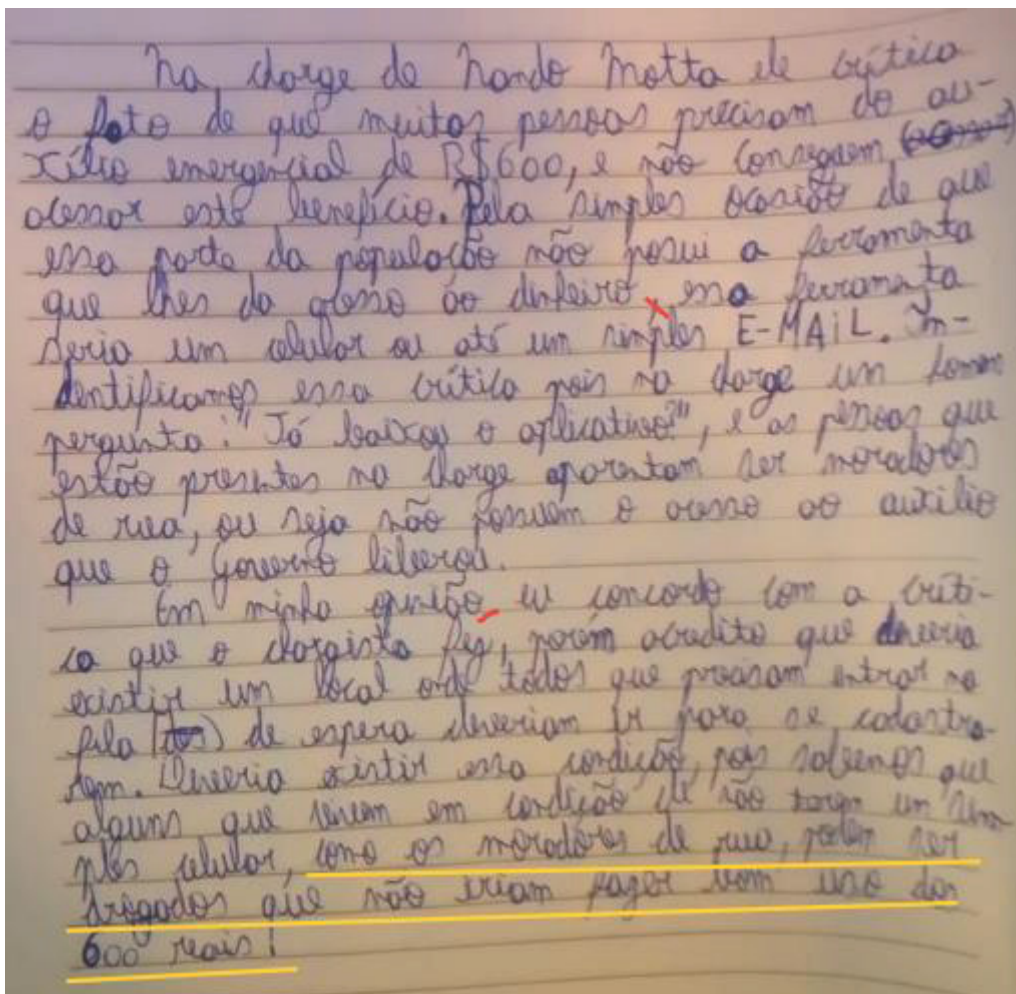 Na charge de Nando Motta ele critica
o fato de que muitas pessoas precisam do au-
xílio emergencial de R$600, e não conseguem
acessar este benefício. Pela simples ocasião de que
essa parte da população não posui a ferramenta
que lhes da acesso ao dinheiro, essa ferramenta
seria um celular ou até um simples E-MAiL. In-
dentificamos essa crítica pois na charge um homem
pergunta: "Já baixou o aplicativo?", e as pessoas que
estão presentes na charge aparentam ser moradores
de rua, ou seja não possuem o acesso ao auxilio
que o Governo liberou.
Em minha opinião eu concordo com a criti-
ca que o chargista fez, porém acredito que deveria
existir um local onde todos que precisam entrar na
fila de espera deveriam ir para se cadastra-
rem. Deveria existir essa condição, pois sabemos que
alguns que vivem em condição de não terem um sim-
ples celular, como os moradores de rua, podem ser
drogados que não iriam fazer bom uso dos
600 reais!